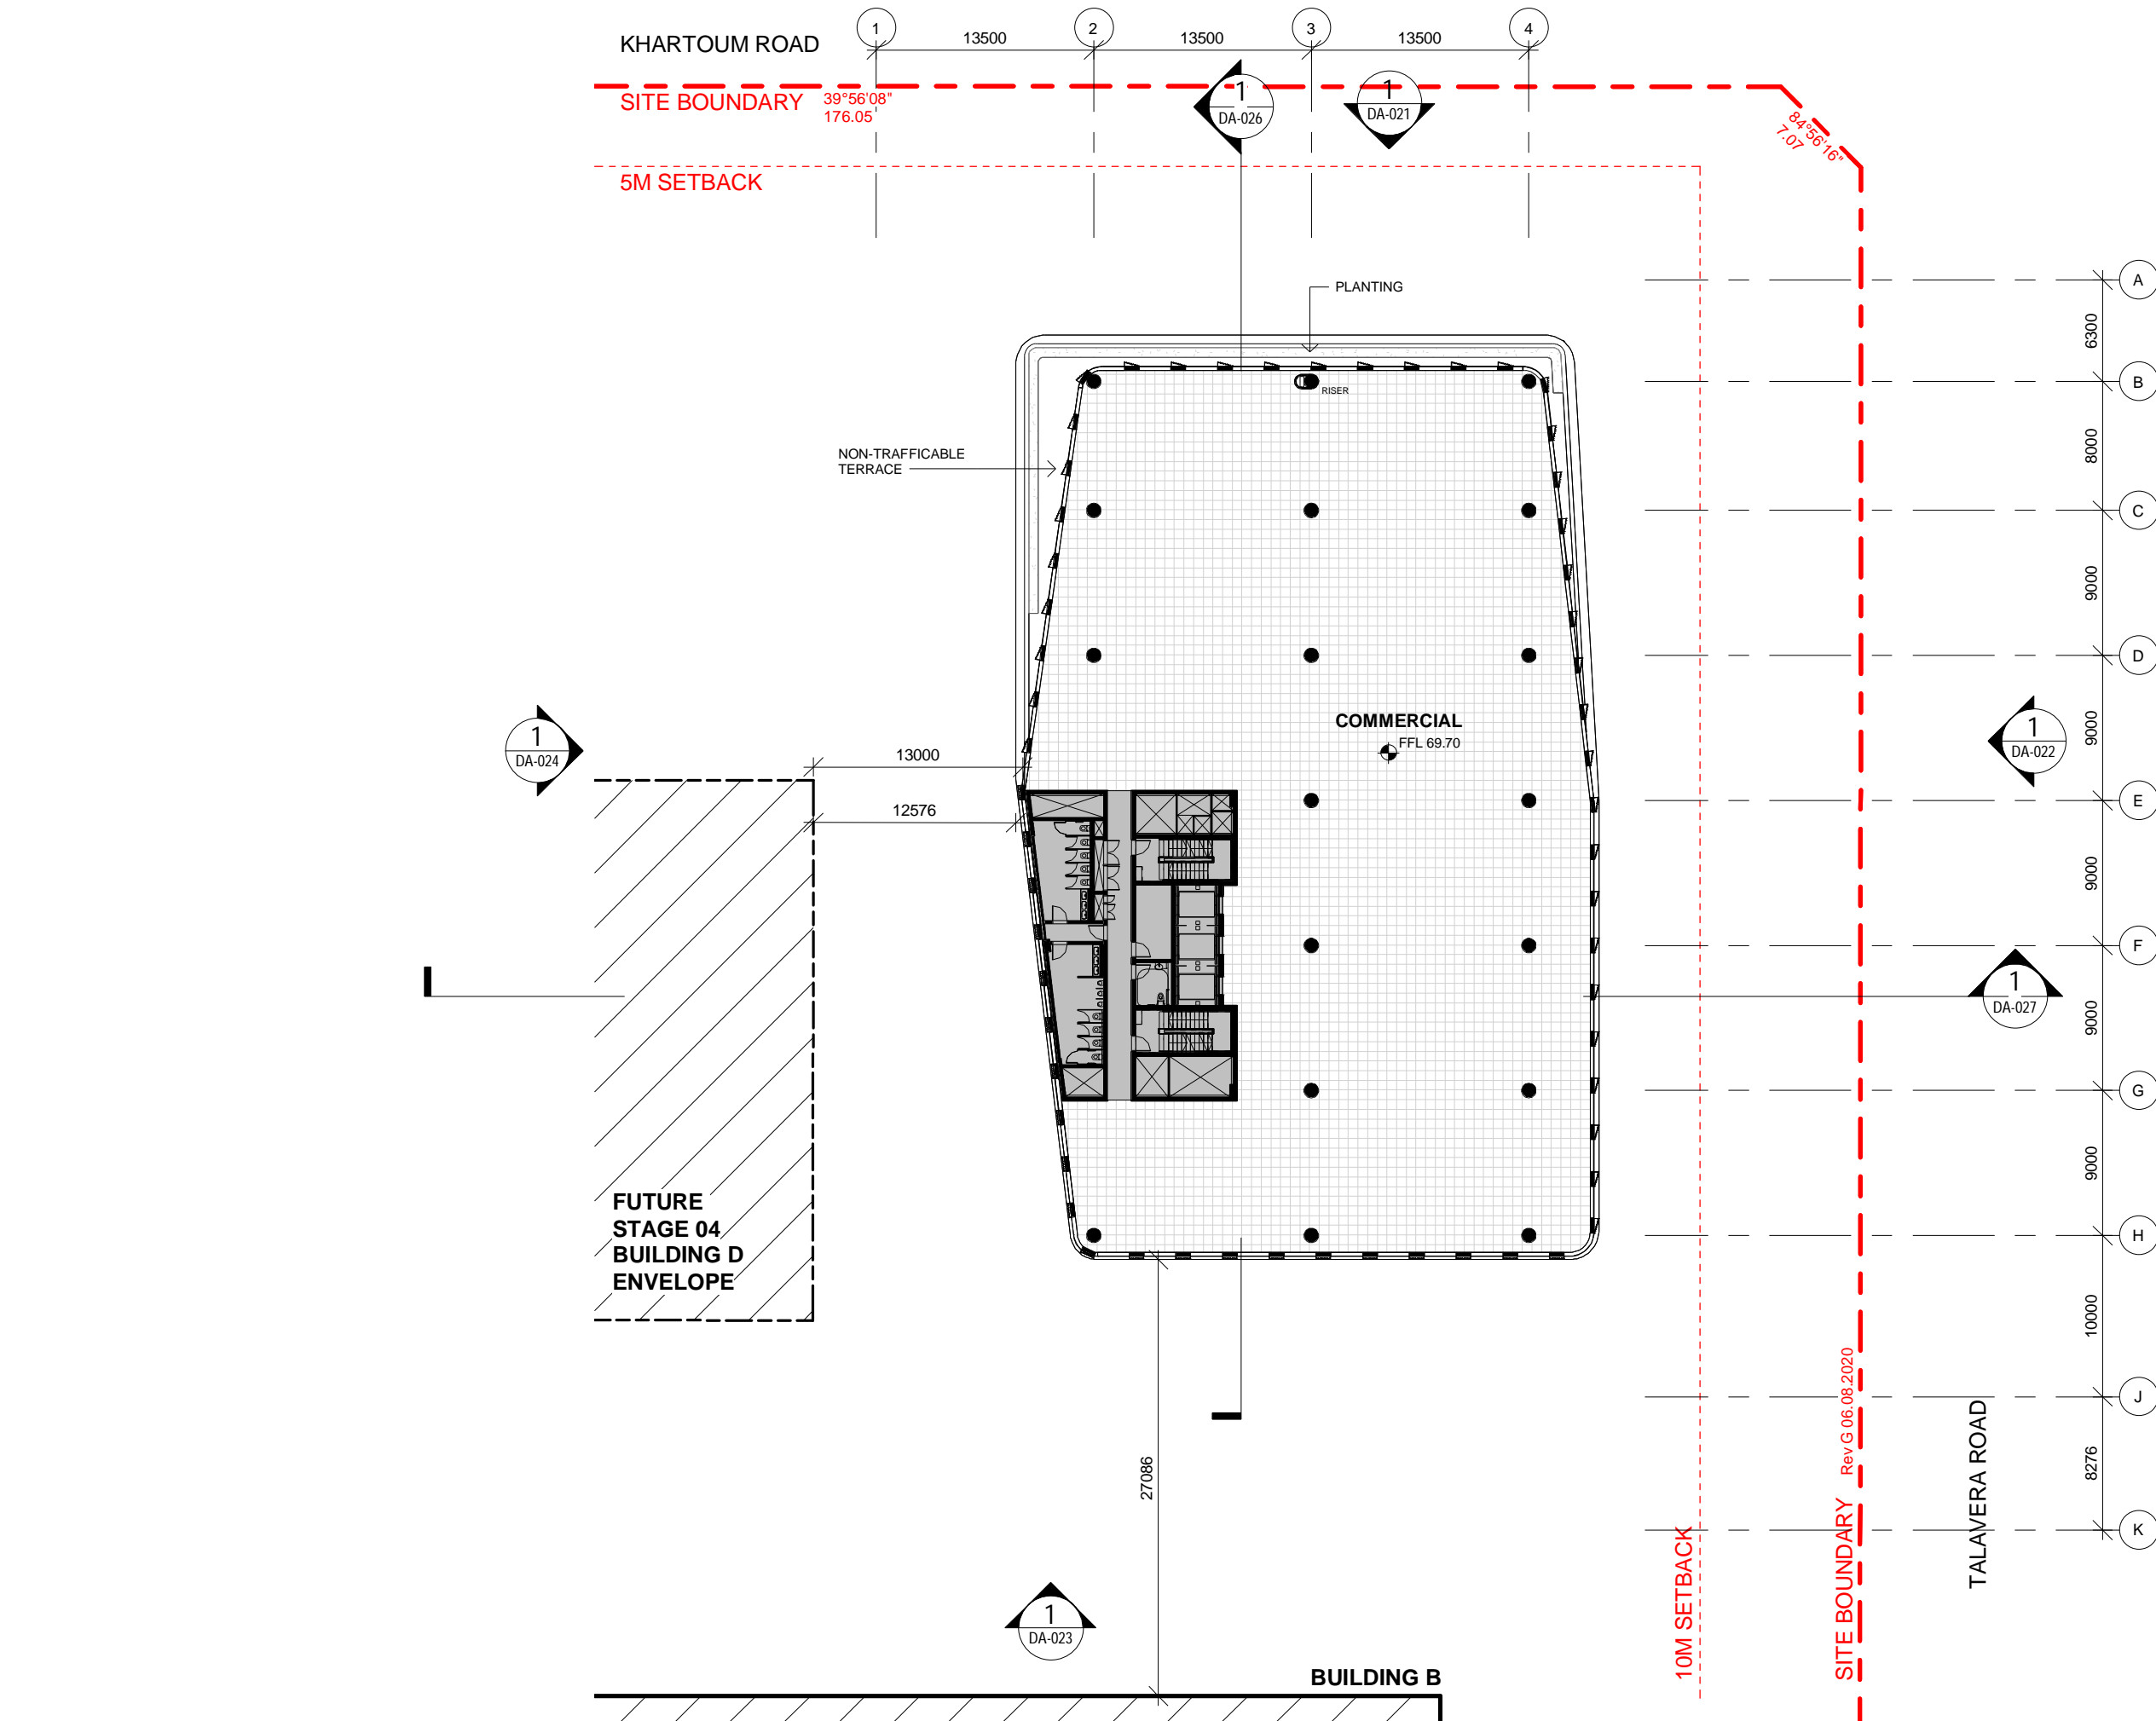 1
2
3
4
KHARTOUM ROAD
13500
13500
13500
SITE BOUNDARY
39°56'08"
176.05
1
DA-026
1
DA-021
84°56'16"
7.07
5M SETBACK
A
PLANTING
6300
B
RISER
8000
NON-TRAFFICABLE
TERRACE
C
9000
D
COMMERCIAL
FFL 69.70
1
DA-024
1
DA-022
9000
13000
E
12576
9000
F
1
DA-027
9000
G
9000
FUTURE
STAGE 04
BUILDING D
ENVELOPE
H
10000
Rev G 06.08.2020
J
27086
8276
TALAVERA ROAD
K
10M SETBACK
SITE BOUNDARY
1
DA-023
BUILDING B